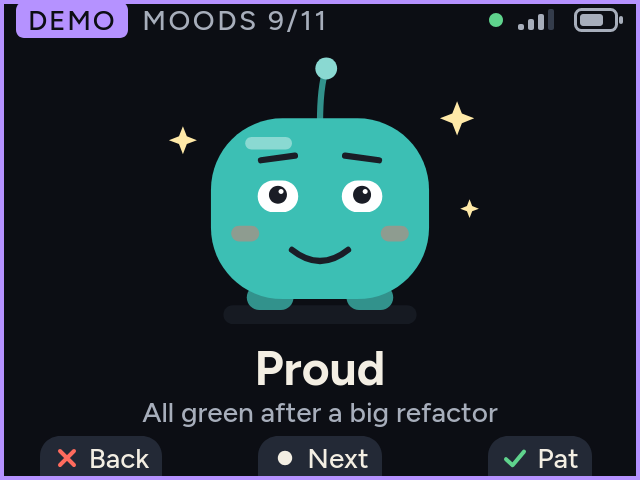 DEMO MOODS 9/11
Proud
All green after a big refactor
Back Next Pat